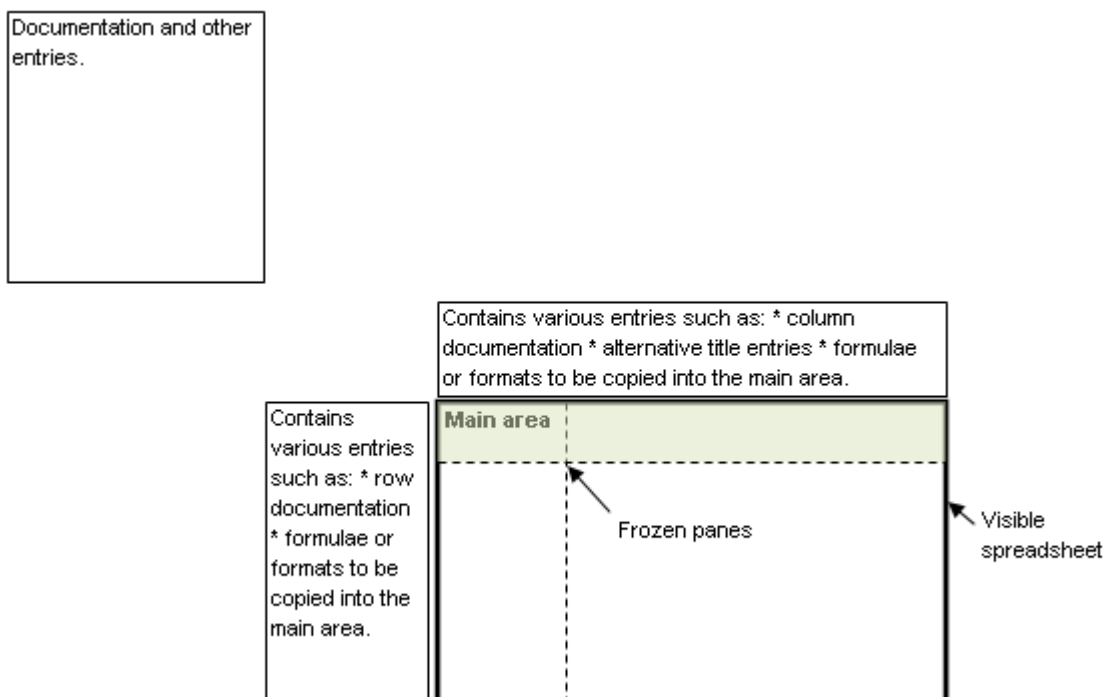 Documentation and other
entries.
Contains various entries such as: * column
documentation * alternative title entries * formulae
or formats to be copied into the main area.
Contains
various entries
such as: * row
documentation
* formulae or
formats to be
copied into the
main area.
Main area
Frozen panes
Visible
spreadsheet